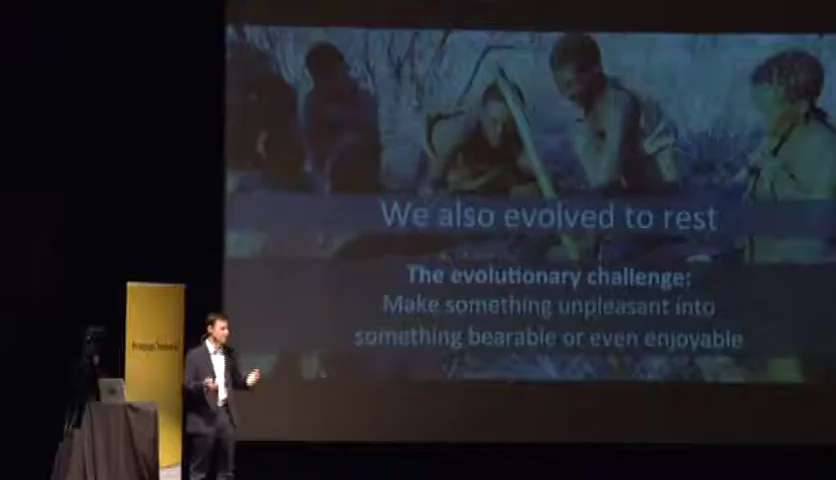 We also evolved to rest
The evolutionary challenge:
Make something unpleasant into
something bearable or even enjoyable